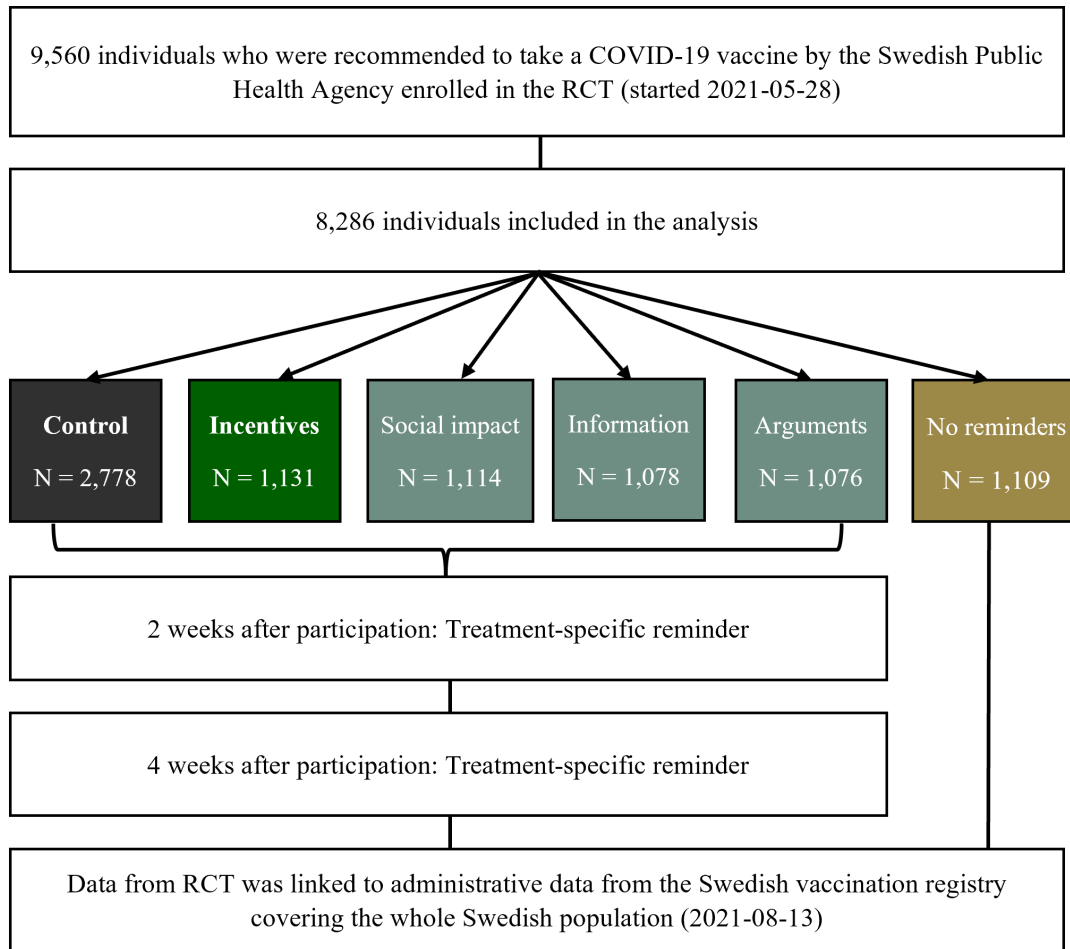 9,560 individuals who were recommended to take a COVID-19 vaccine by the Swedish Public
Health Agency enrolled in the RCT (started 2021-05-28)
8,286 individuals included in the analysis
Control
N = 2,778
Incentives
N = 1,131
Social impact
N = 1,114
Information
N = 1,078
Arguments
N = 1,076
No reminders
N = 1,109
2 weeks after participation: Treatment-specific reminder
4 weeks after participation: Treatment-specific reminder
Data from RCT was linked to administrative data from the Swedish vaccination registry
covering the whole Swedish population (2021-08-13)